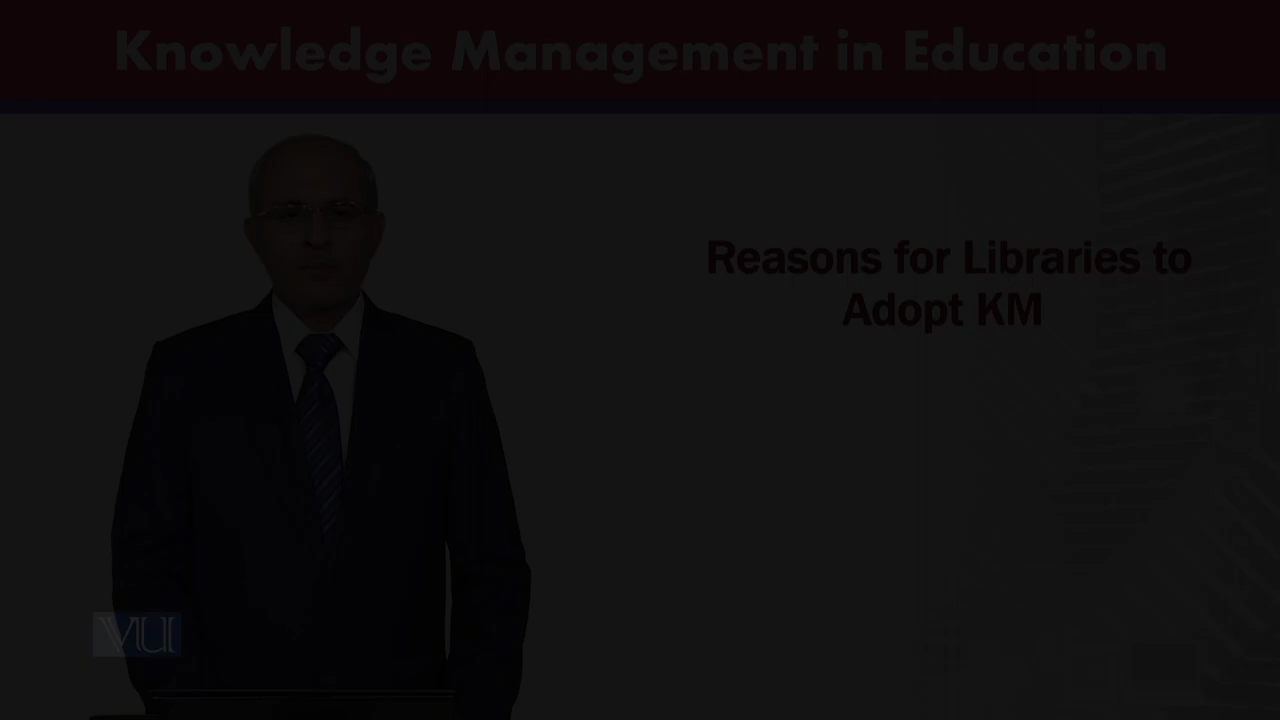 Knowledge Management in Education
Reasons for Libraries to
Adopt KM
VU